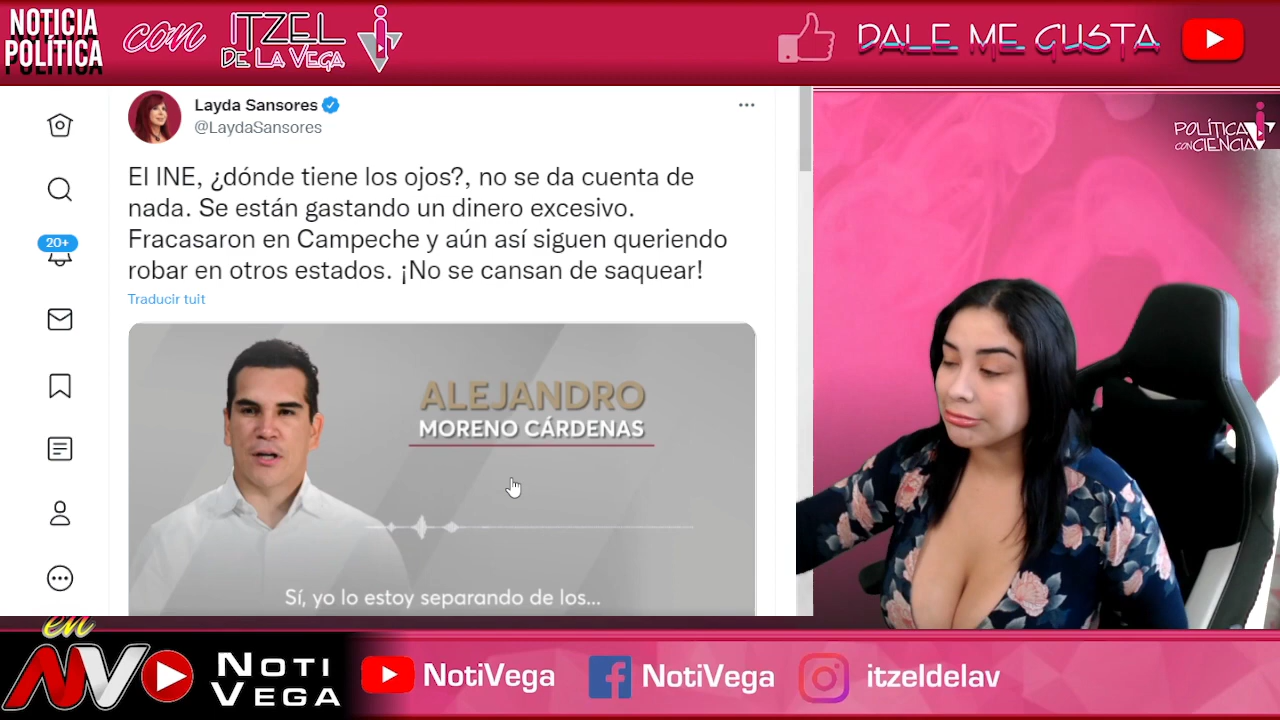 NOTICIA
POLÍTICA
con
ITZEL
DE LA VEGA
DALE ME GUSTA
Layda Sansores
@LaydaSansores
El INE, ¿dónde tiene los ojos?, no se da cuenta de
nada. Se están gastando un dinero excesivo.
Fracasaron en Campeche y aún así siguen queriendo
robar en otros estados. ¡No se cansan de saquear!
Traducir tuit
20+
ALEJANDRO
MORENO CÁRDENAS
Sí, yo lo estoy separando de los...
POLÍTICA
CON CIENCIA
en
NV
NOTI
VEGA
NotiVega
NotiVega
itzeldelav